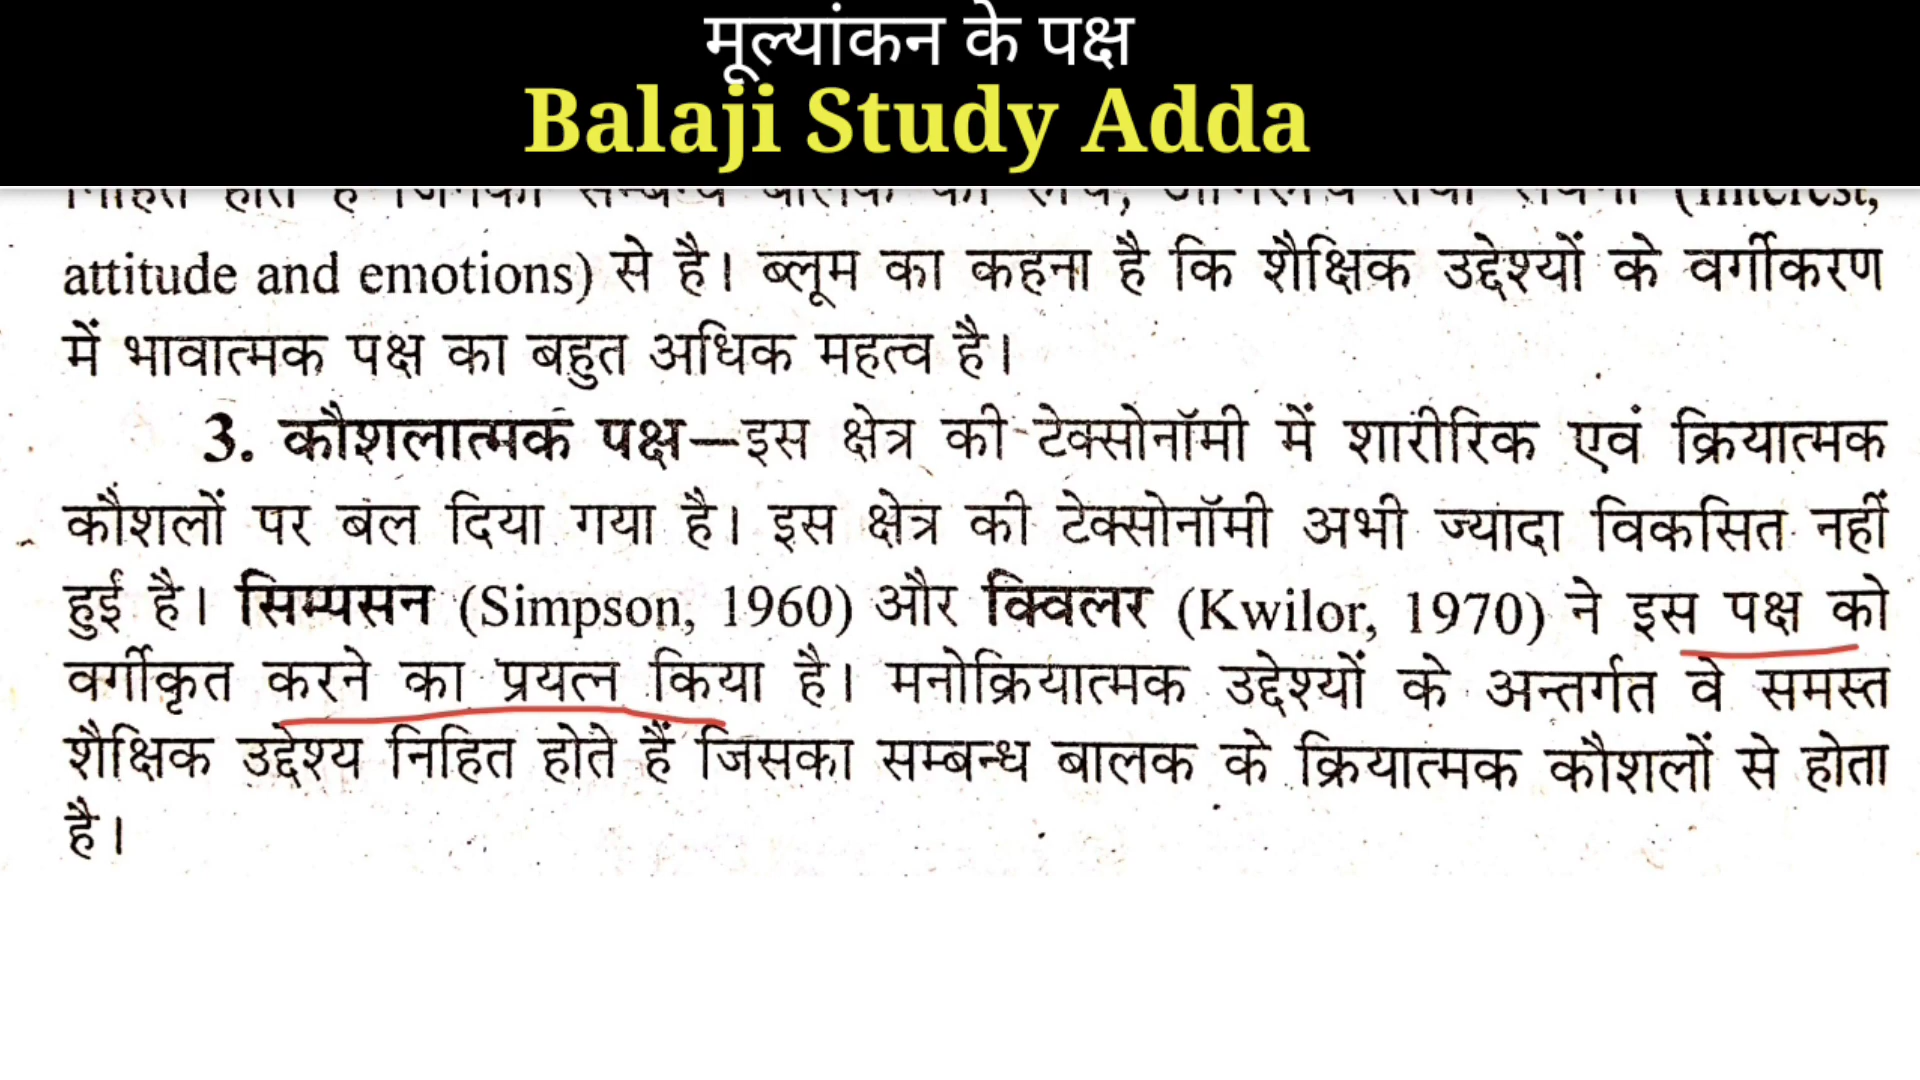 मूल्यांकन के पक्ष
Balaji Study Adda
attitude and emotions) से है। ब्लूम का कहना है कि शैक्षिक उद्देश्यों के वर्गीकरण
में भावात्मक पक्ष का बहुत अधिक महत्व है।
3. कौशलात्मक पक्ष—इस क्षेत्र की टेक्सोनॉमी में शारीरिक एवं क्रियात्मक
कौशलों पर बल दिया गया है। इस क्षेत्र की टेक्सोनॉमी अभी ज्यादा विकसित नहीं
हुई है। सिम्पसन (Simpson, 1960) और क्विलर (Kwilor, 1970) ने इस पक्ष को
वर्गीकृत करने का प्रयत्न किया है। मनोक्रियात्मक उद्देश्यों के अन्तर्गत वे समस्त
शैक्षिक उद्देश्य निहित होते हैं जिसका सम्बन्ध बालक के क्रियात्मक कौशलों से होता
है।